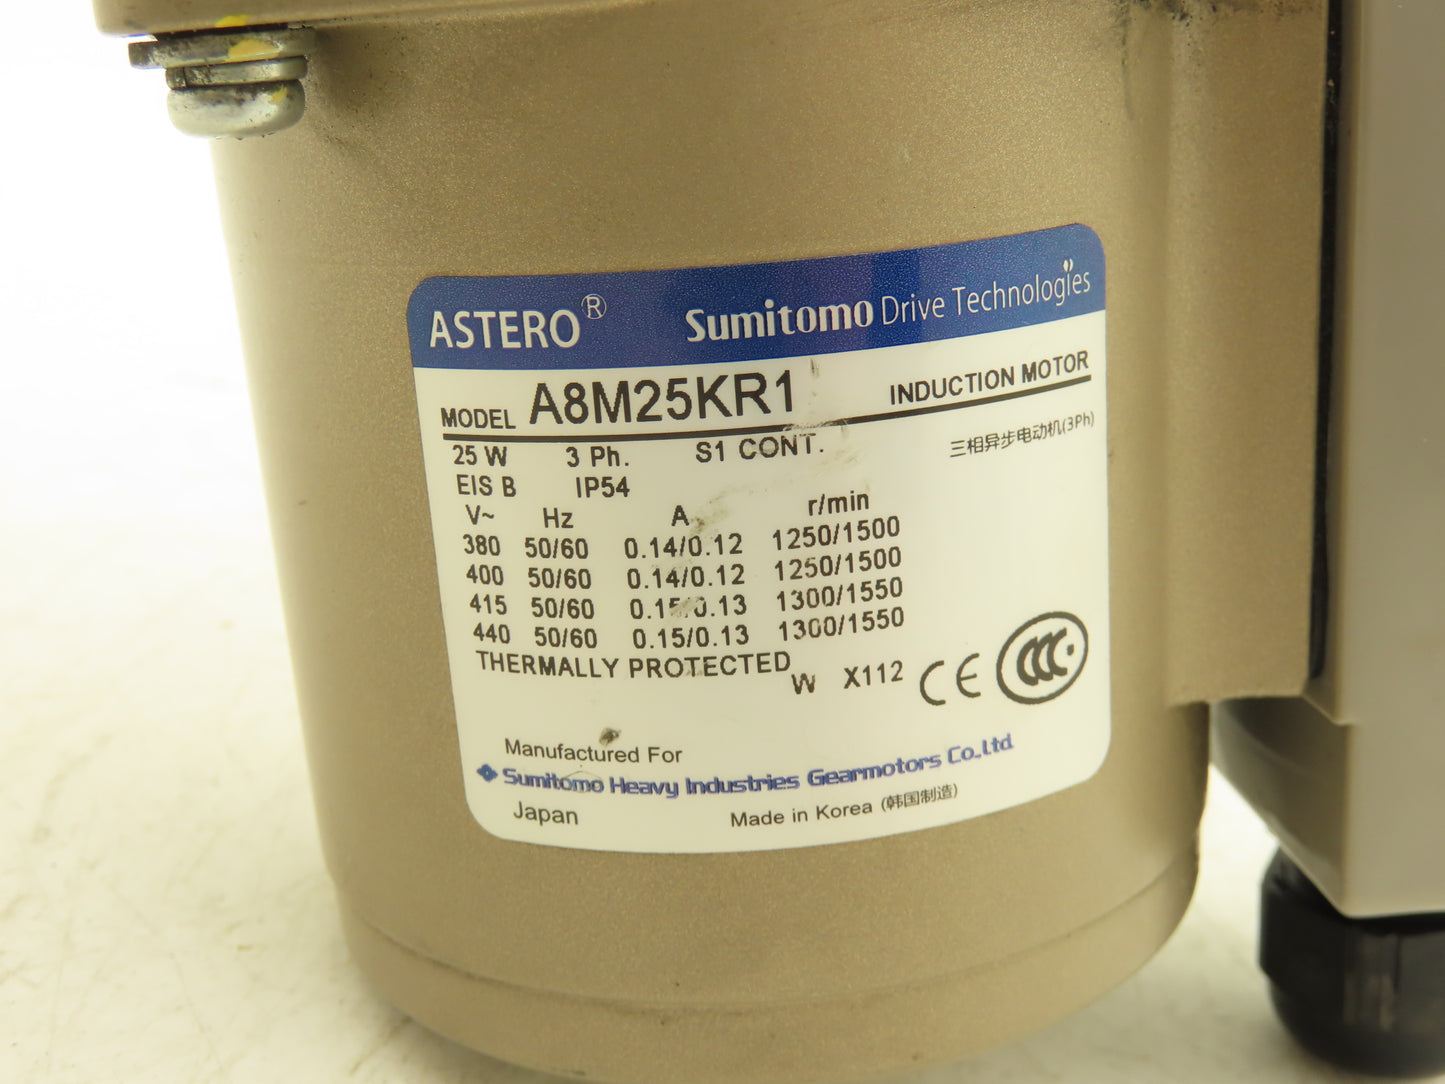 ASTERO® Sumitomo Drive Technologies
MODEL A8M25KR1 INDUCTION MOTOR
25 W 3 Ph. S1 CONT. 三相异步电动机(3Ph)
EIS B IP54
V~ Hz A r/min
380 50/60 0.14/0.12 1250/1500
400 50/60 0.14/0.12 1250/1500
415 50/60 0.15/0.13 1300/1550
440 50/60 0.15/0.13 1300/1550
THERMALLY PROTECTED W X112 CE CCC
Manufactured For
Sumitomo Heavy Industries Gearmotors Co.,Ltd
Japan Made in Korea (韩国制造)